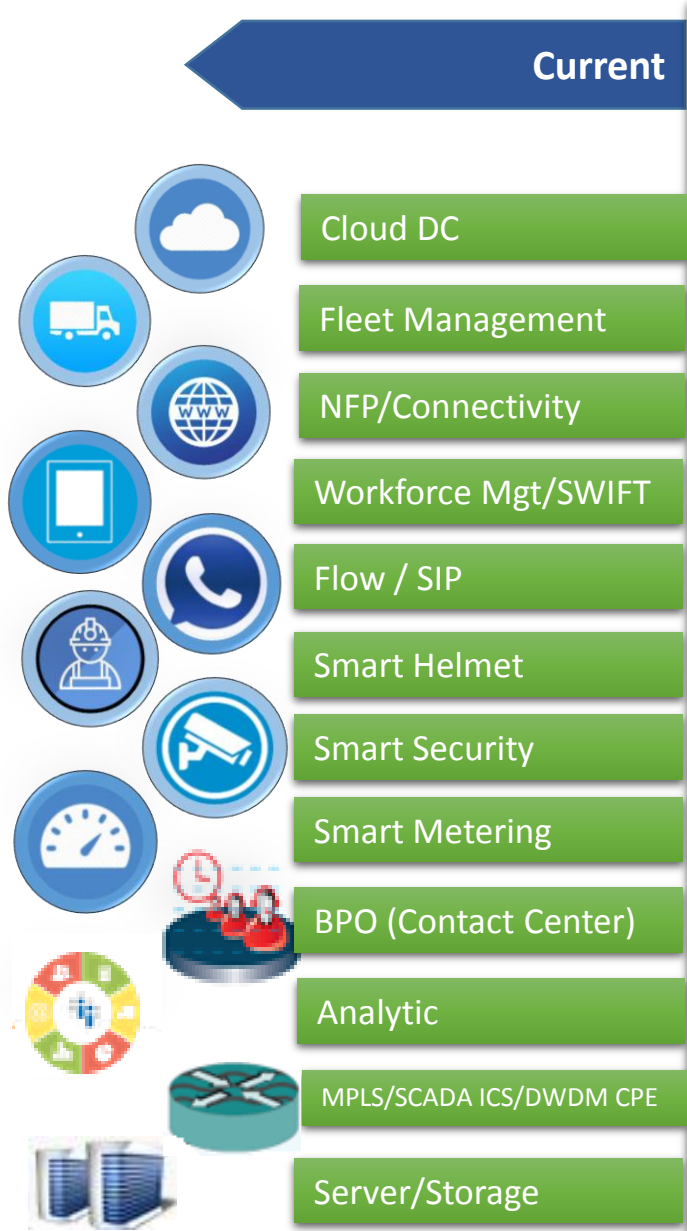 Current
Cloud DC
Fleet Management
WWW
NFP/Connectivity
Workforce Mgt/SWIFT
Flow / SIP
Smart Helmet
Smart Security
Smart Metering
BPO (Contact Center)
Analytic
MPLS/SCADA ICS/DWDM CPE
Server/Storage